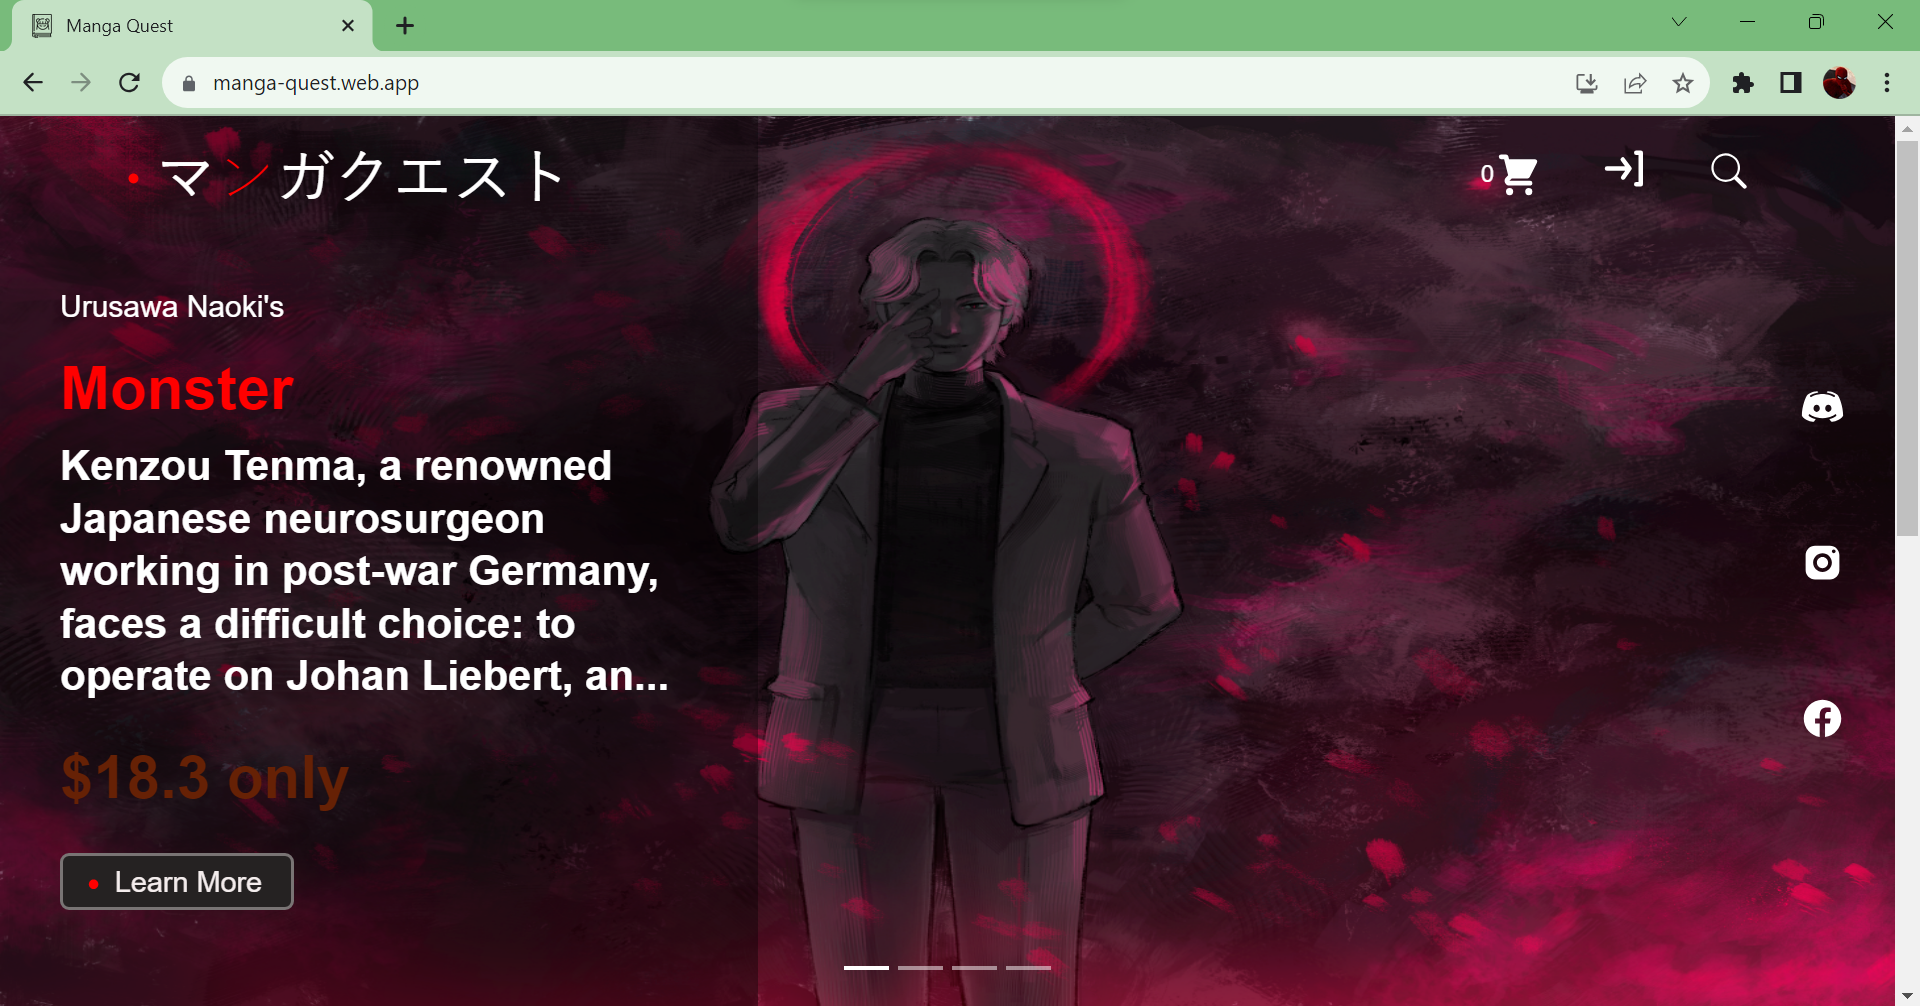 Manga Quest
manga-quest.web.app
マンガクエスト
0
Urusawa Naoki's
Monster
Kenzou Tenma, a renowned
Japanese neurosurgeon
working in post-war Germany,
faces a difficult choice: to
operate on Johan Liebert, an...
$18.3 only
Learn More